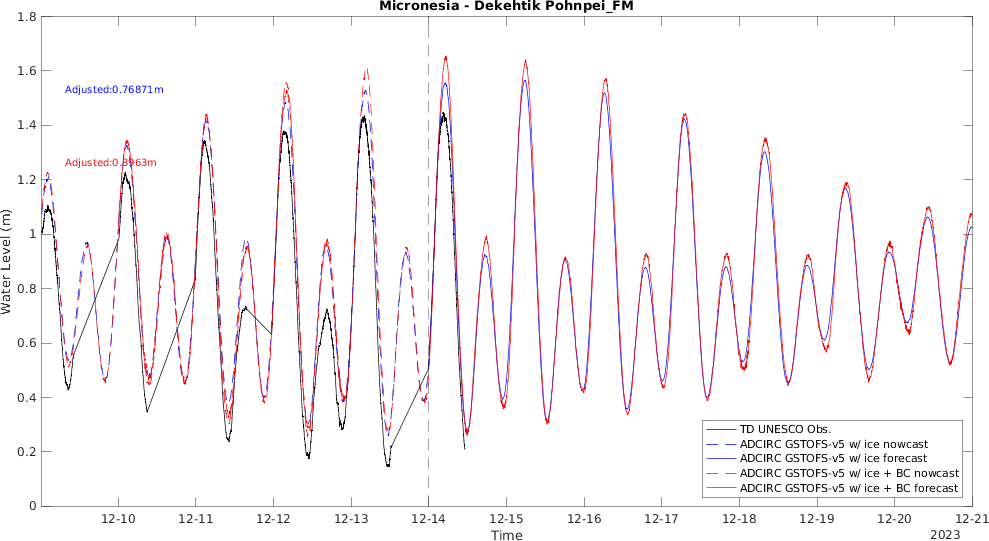 Micronesia - Dekehtik Pohnpei_FM
1.8
1.6
1.4
1.2
1
0.8
0.6
0.4
0.2
0
Water Level (m)
Adjusted:0.76871m
Adjusted:0.8963m
TD UNESCO Obs.
ADCIRC GSTOFS-v5 w/ ice nowcast
ADCIRC GSTOFS-v5 w/ ice forecast
ADCIRC GSTOFS-v5 w/ ice + BC nowcast
ADCIRC GSTOFS-v5 w/ ice + BC forecast
12-10 12-11 12-12 12-13 12-14 12-15 12-16 12-17 12-18 12-19 12-20 12-21
Time
2023